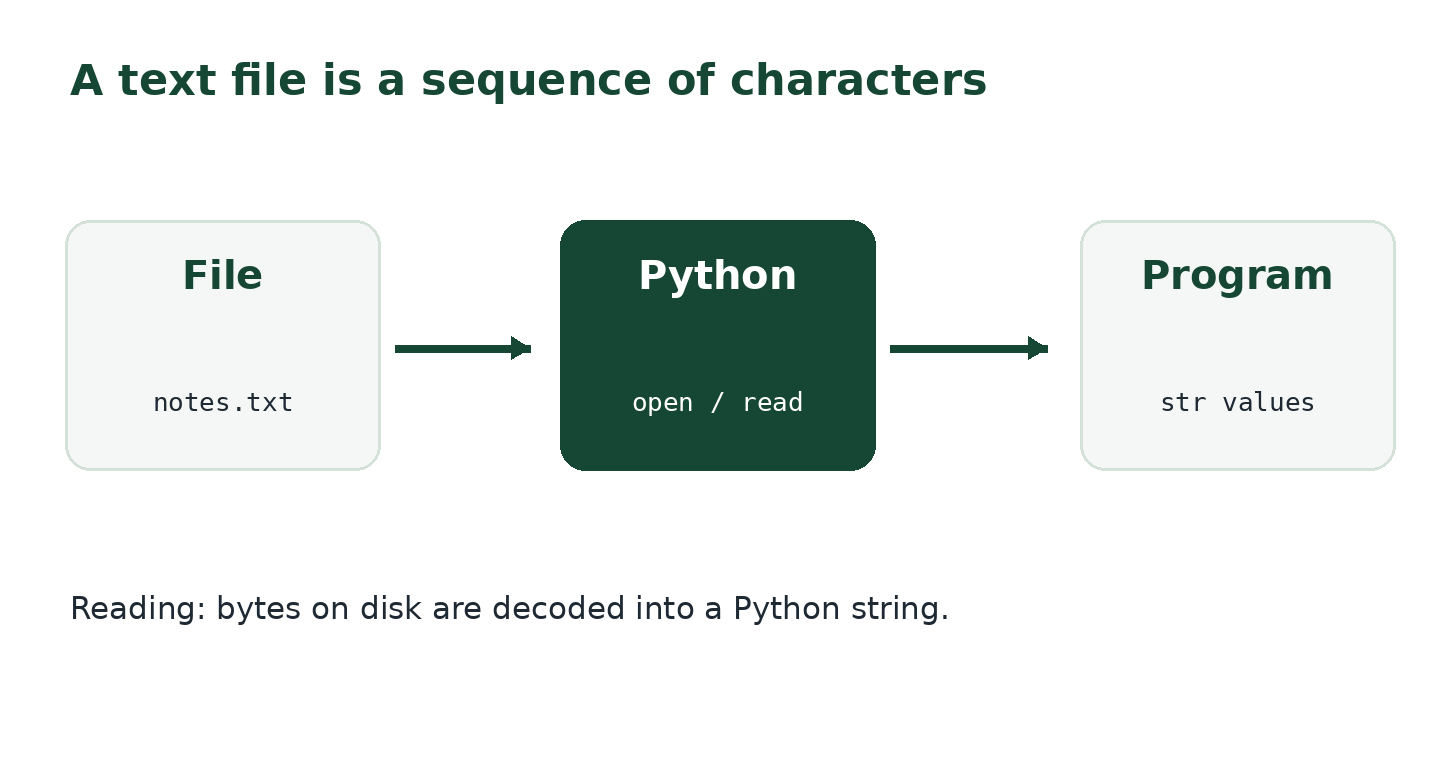 A text file is a sequence of characters
File
Python
Program
notes.txt
open / read
str values
Reading: bytes on disk are decoded into a Python string.